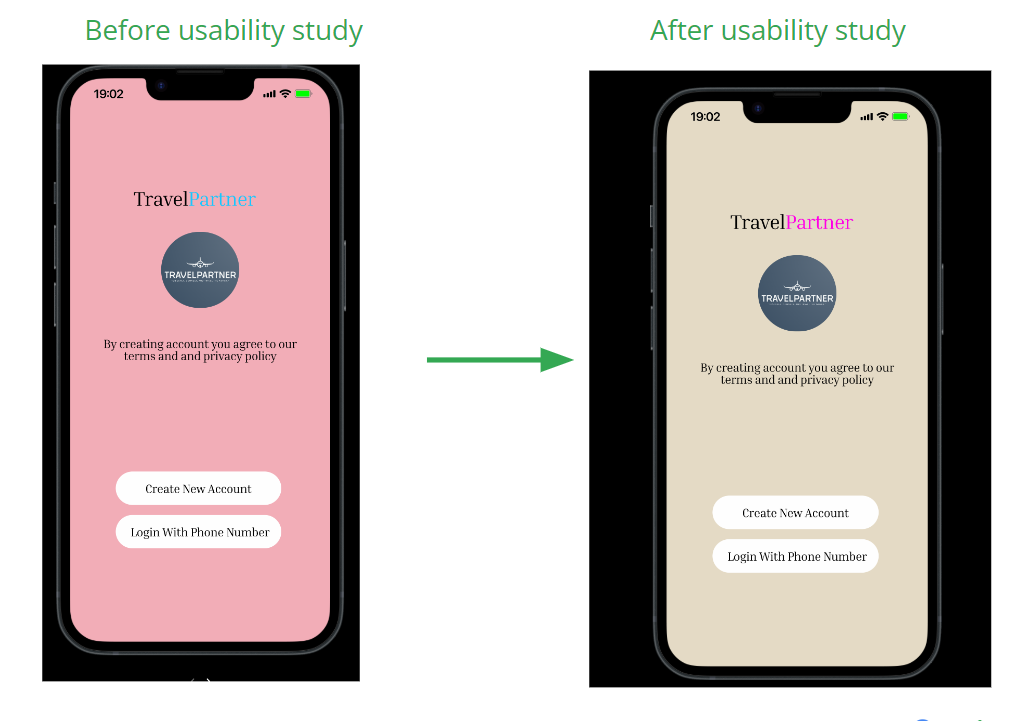 Before usability study
After usability study
19:02
TravelPartner
TRAVELPARTNER
By creating account you agree to our
terms and and privacy policy
Create New Account
Login With Phone Number
19:02
TravelPartner
TRAVELPARTNER
By creating account you agree to our
terms and and privacy policy
Create New Account
Login With Phone Number